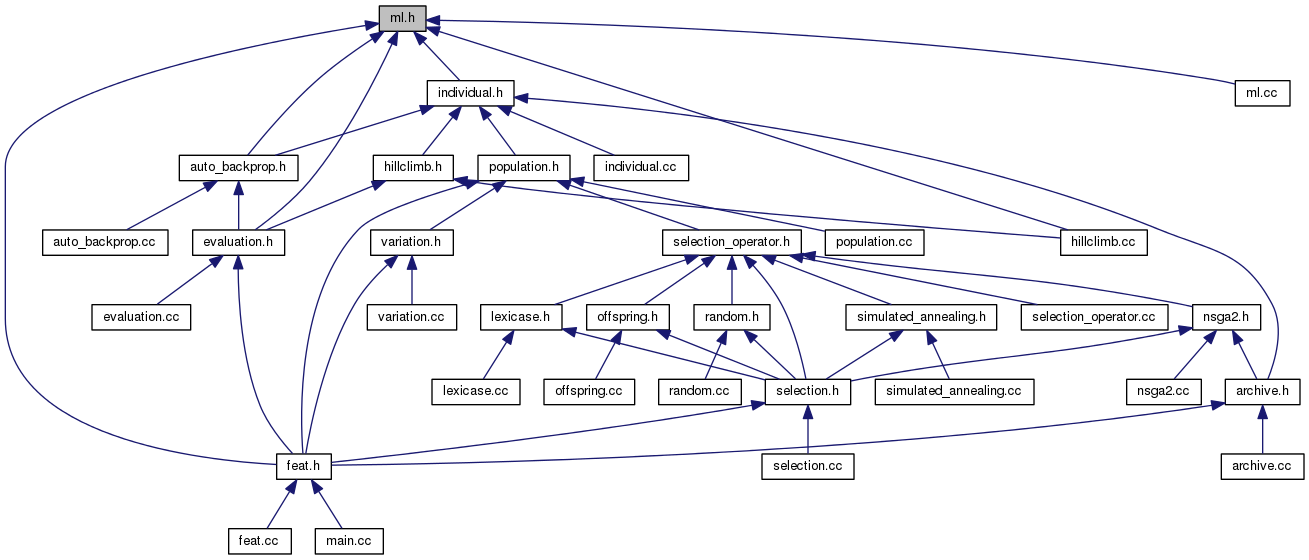 ml.h
individual.h
ml.cc
auto_backprop.h
hillclimb.h
population.h
individual.cc
auto_backprop.cc
evaluation.h
variation.h
selection_operator.h
population.cc
hillclimb.cc
evaluation.cc
variation.cc
lexicase.h
offspring.h
random.h
simulated_annealing.h
selection_operator.cc
nsga2.h
lexicase.cc
offspring.cc
random.cc
selection.h
simulated_annealing.cc
nsga2.cc
archive.h
feat.h
selection.cc
archive.cc
feat.cc
main.cc